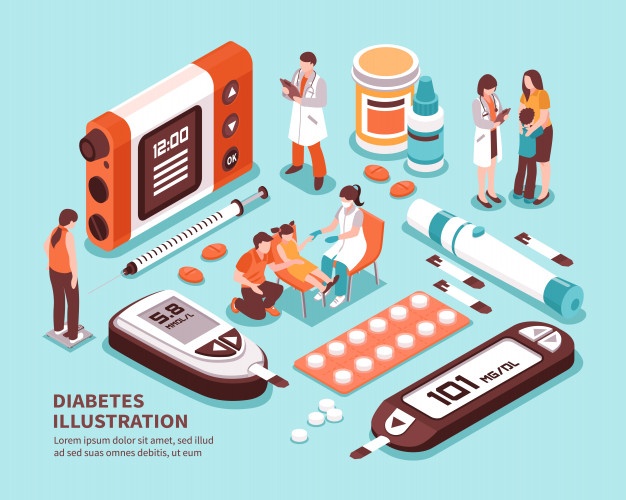 12:00
OK
5.8
MMOL/L
101 MG/DL
DIABETES
ILLUSTRATION
Lorem ipsum dolor sit amet, sed illud
ad sed suas omnes debitis, ut eum